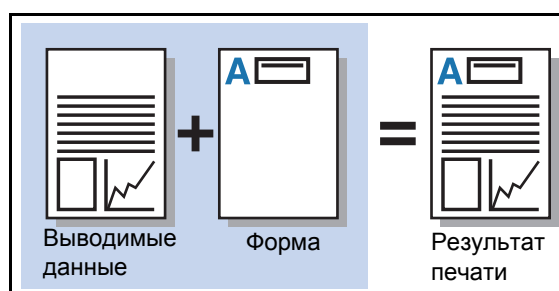 A
A
Выводимые
данные
Форма
Результат
печати